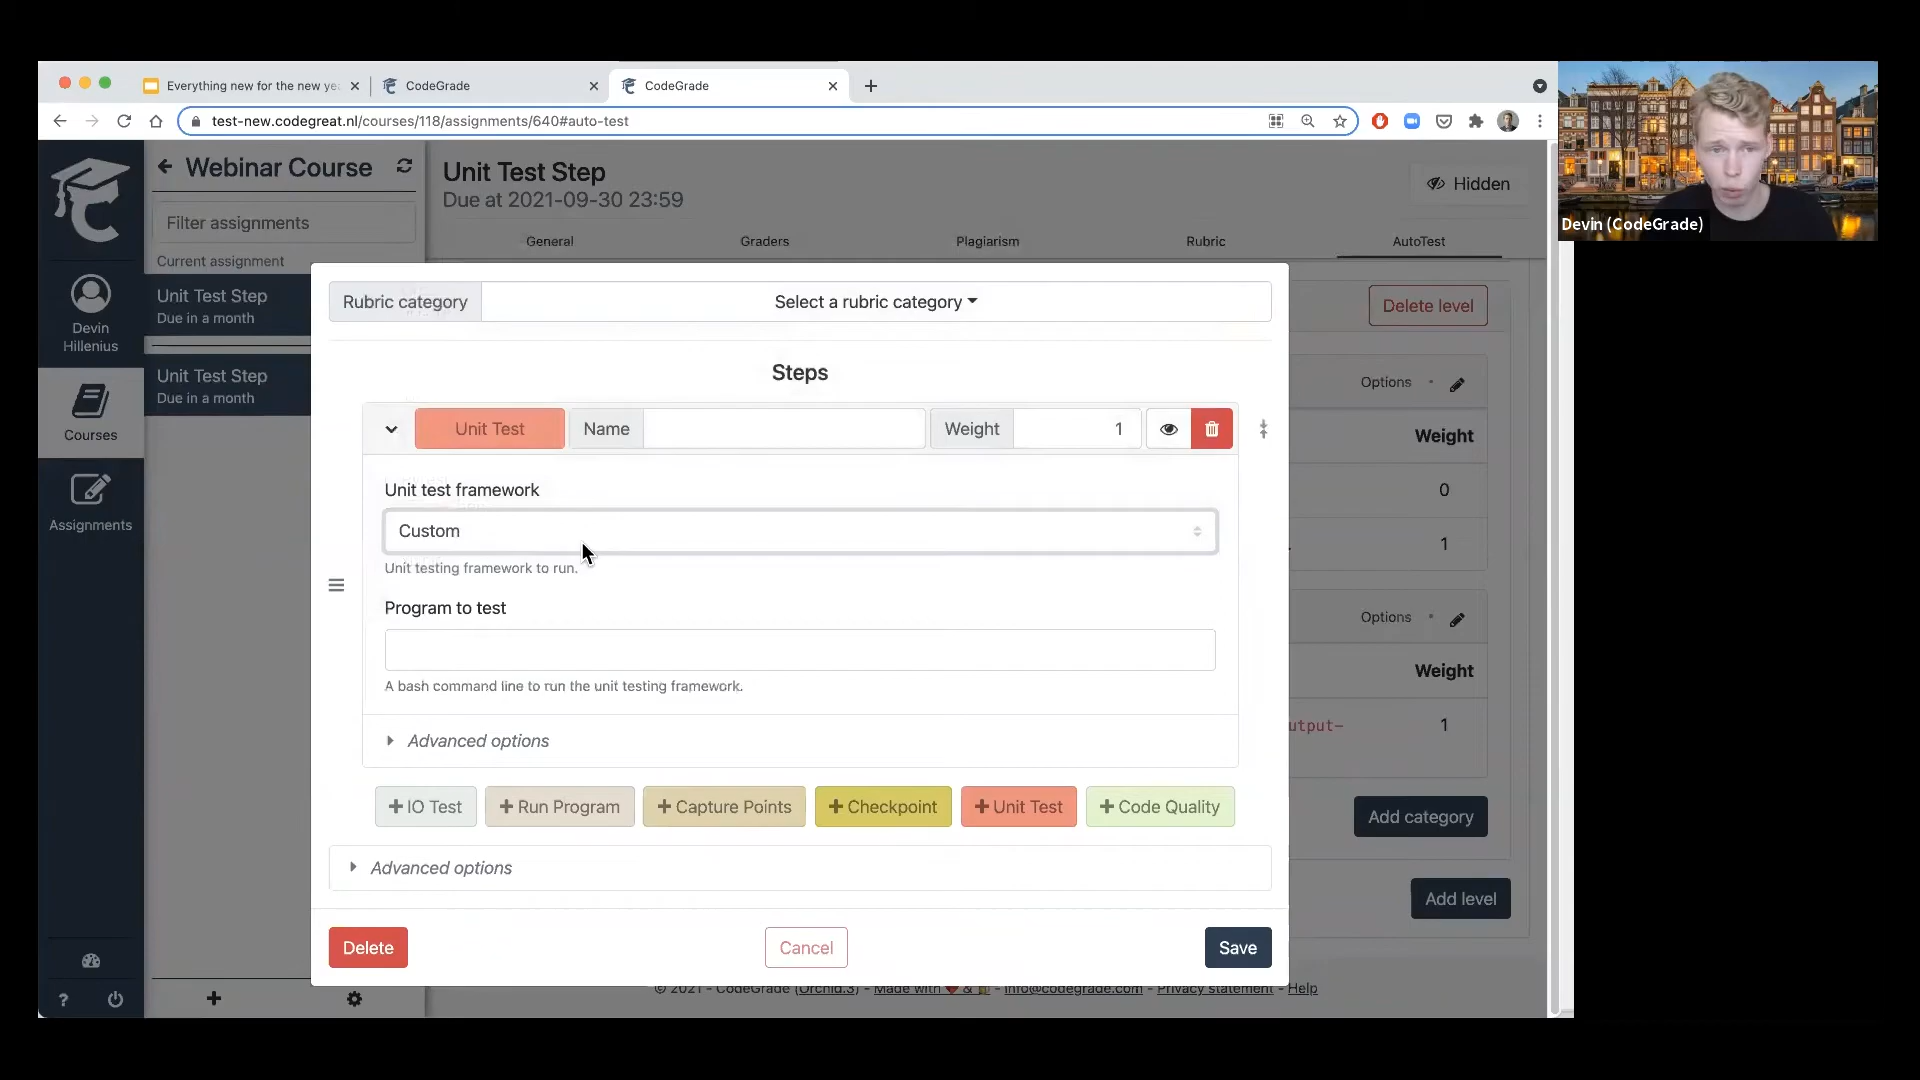 Everything new for the new ye
CodeGrade
CodeGrade
test-new.codegreat.nl/courses/118/assignments/640#auto-test
Devin (CodeGrade)
Devin
Hillenius
Courses
Assignments
?
Webinar Course
Filter assignments
Current assignment
Unit Test Step
Due in a month
Unit Test Step
Due in a month
Unit Test Step
Due at 2021-09-30 23:59
Hidden
General
Graders
Plagiarism
Rubric
AutoTest
Delete level
Rubric category
Select a rubric category
Steps
Unit Test
Name
Weight
1
Unit test framework
Custom
Unit testing framework to run.
Program to test
A bash command line to run the unit testing framework.
Advanced options
+ IO Test
+ Run Program
+ Capture Points
+ Checkpoint
+ Unit Test
+ Code Quality
Advanced options
Delete
Cancel
Save
Options
Weight
0
1
Options
Weight
utput-
1
Add category
Add level
© 2021 - CodeGrade (Orchid.3) - Made with ❤ & - info@codegrade.com - Privacy statement - Help